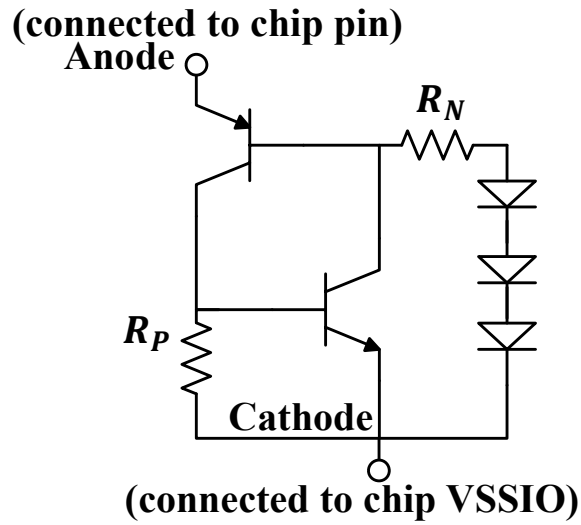 (connected to chip pin)
Anode
R_N
R_P
Cathode
(connected to chip VSSIO)